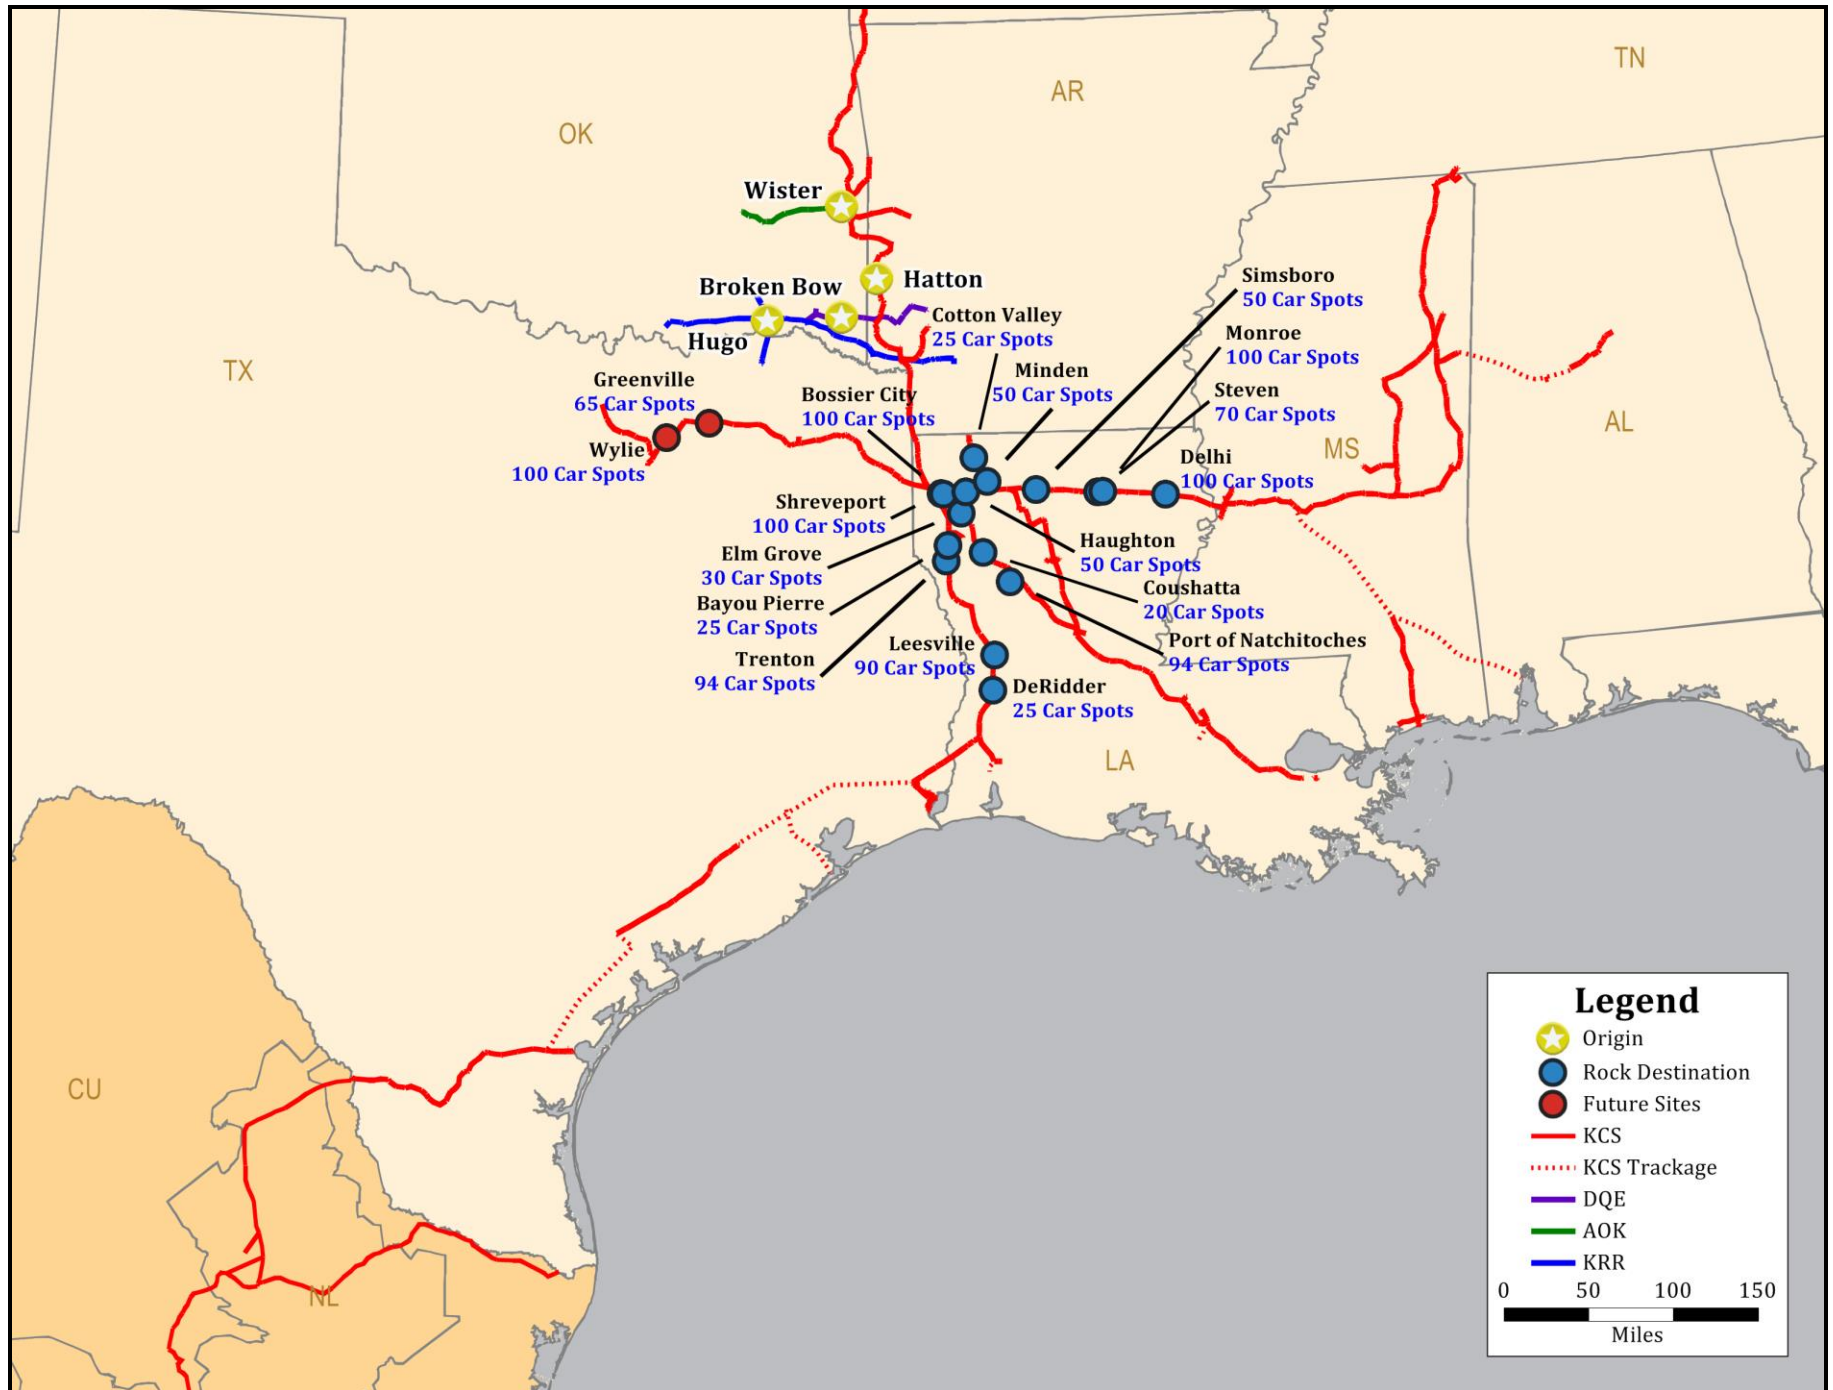 TN
AR
OK
Wister
Hatton
Broken Bow
Hugo
Simsboro
50 Car Spots
Cotton Valley
25 Car Spots
Monroe
100 Car Spots
Minden
50 Car Spots
TX
Greenville
65 Car Spots
Bossier City
100 Car Spots
Steven
70 Car Spots
AL
MS
Wylie
100 Car Spots
Delhi
100 Car Spots
Shreveport
100 Car Spots
Haughton
50 Car Spots
Elm Grove
30 Car Spots
Coushatta
20 Car Spots
Bayou Pierre
25 Car Spots
Port of Natchitoches
94 Car Spots
Leesville
90 Car Spots
Trenton
94 Car Spots
DeRidder
25 Car Spots
LA
CU
NL
Legend
Origin
Rock Destination
Future Sites
KCS
KCS Trackage
DQE
AOK
KRR
0 50 100 150
Miles